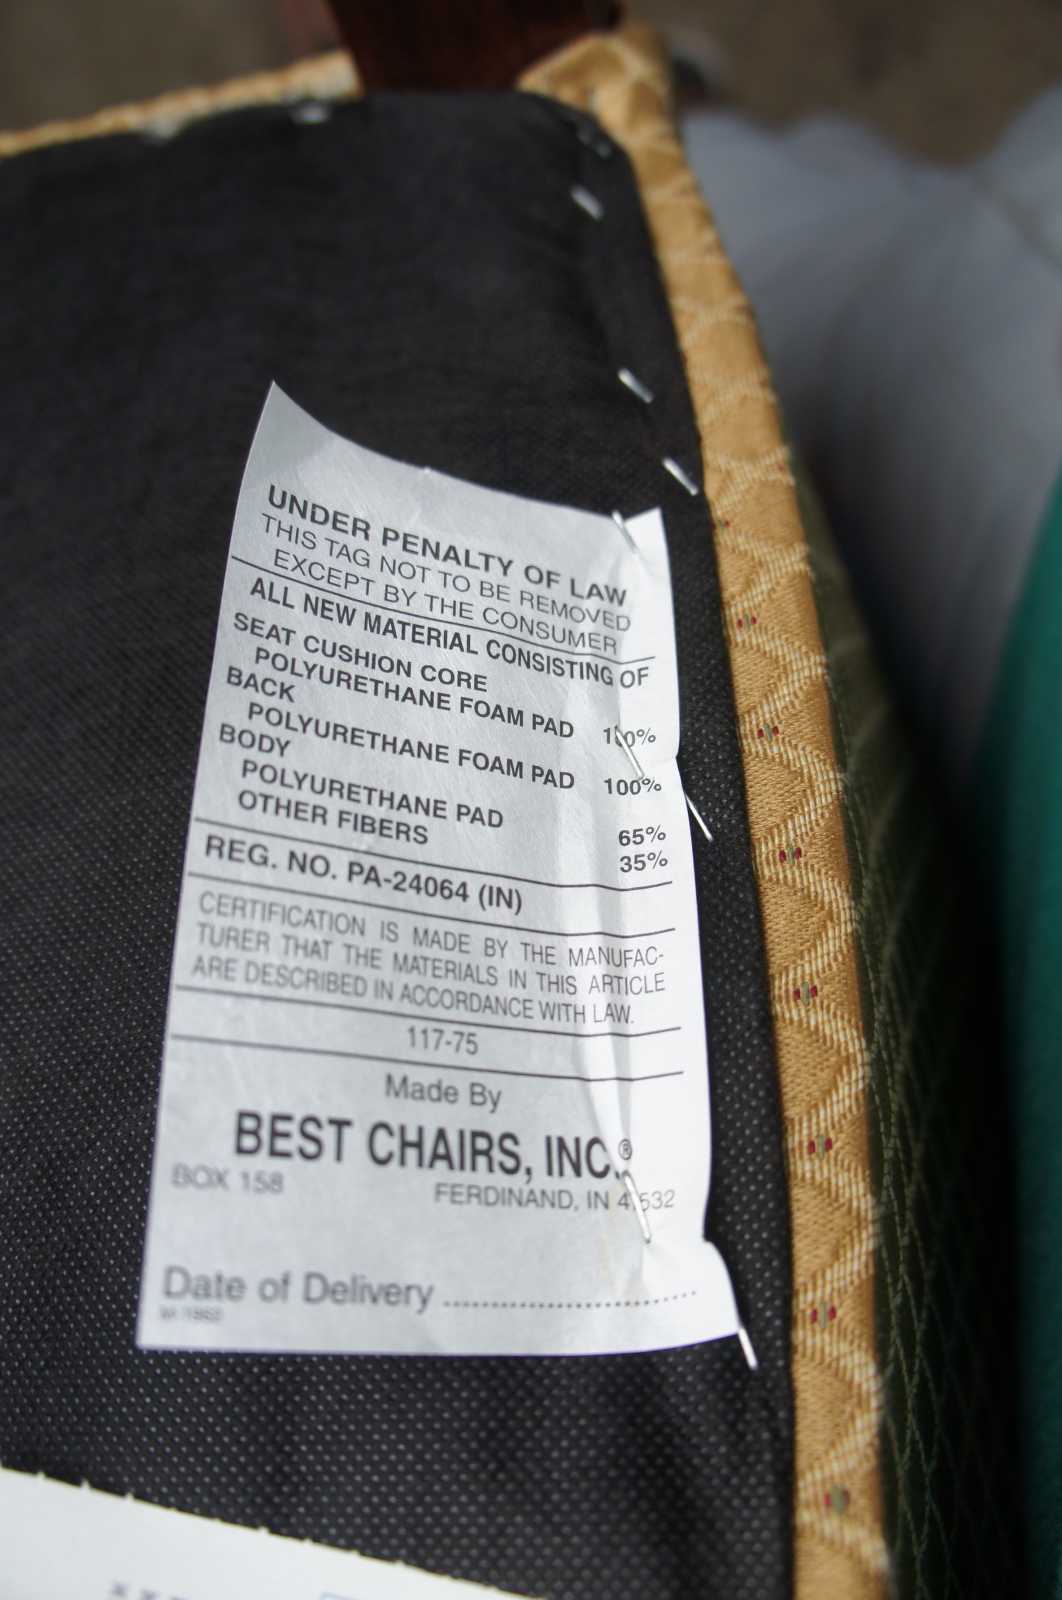 UNDER PENALTY OF LAW
THIS TAG NOT TO BE REMOVED
EXCEPT BY THE CONSUMER
ALL NEW MATERIAL CONSISTING OF
SEAT CUSHION CORE
POLYURETHANE FOAM PAD 100%
BACK
POLYURETHANE FOAM PAD 100%
BODY
POLYURETHANE PAD 65%
OTHER FIBERS 35%
REG. NO. PA-24064 (IN)
CERTIFICATION IS MADE BY THE MANUFAC-
TURER THAT THE MATERIALS IN THIS ARTICLE
ARE DESCRIBED IN ACCORDANCE WITH LAW.
117-75
Made By
BEST CHAIRS, INC.®
BOX 158 FERDINAND, IN 47532
Date of Delivery